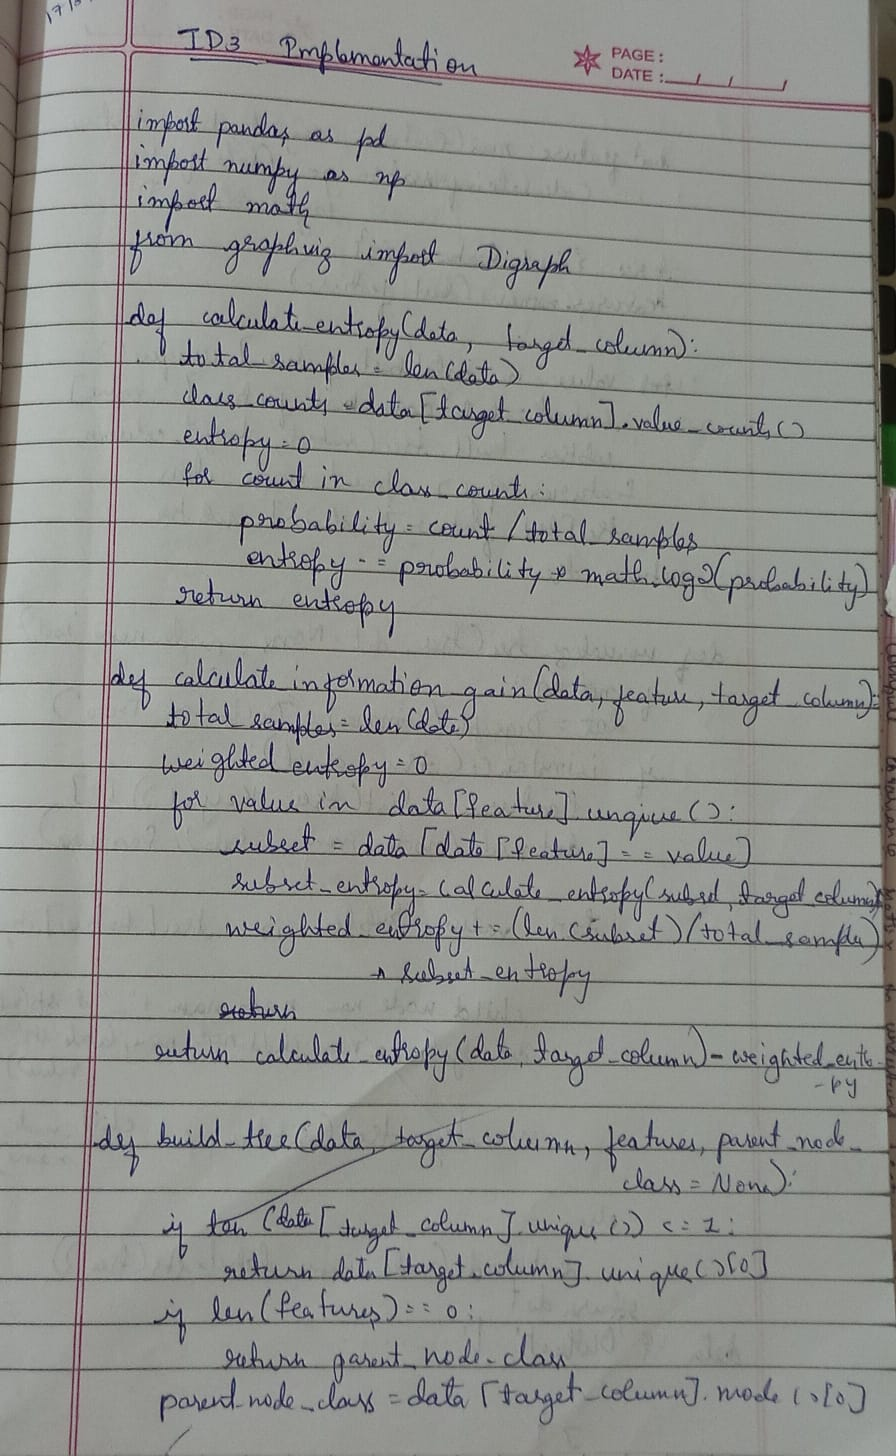 17/
ID3 Implementation
PAGE:
DATE: / /
import pandas as pd
import numpy as np
import math
from graphviz import Digraph
def calculate_entropy(data, target_column):
total_samples = len(data)
class_counts = data[target_column].value_counts()
entropy = 0
for count in class_counts:
probability = count / total_samples
entropy -= probability * math.log2(probability)
return entropy
def calculate_information_gain(data, feature, target_column):
total_samples = len(data)
weighted_entropy = 0
for value in data[feature].unqiue():
subset = data[data[feature] == value]
subset_entropy = calculate_entropy(subset, target_column)
weighted_entropy += (len(subset)/total_samples)
* subset_entropy
return
return calculate_entropy(data, target_column) - weighted_entro
-py
def build_tree(data, target_column, features, parent_node_
class = None):
if len(data[target_column].unique()) <= 1:
return data[target_column].unique()[0]
if len(features) == 0:
return parent_node_class
parent_node_class = data[target_column].mode()[0]